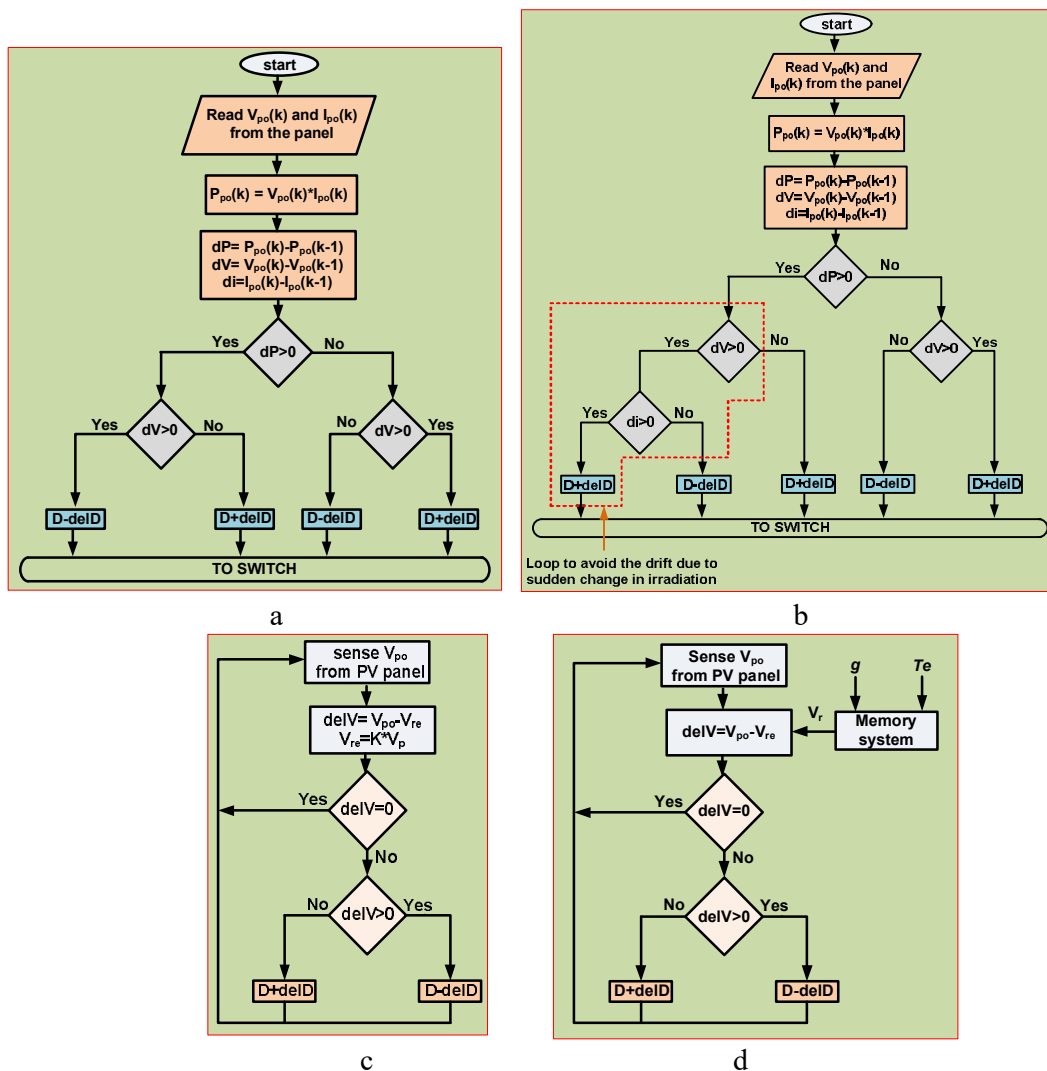 start
Read Vpo(k) and Ipo(k)
from the panel
Ppo(k) = Vpo(k)*Ipo(k)
dP= Ppo(k)-Ppo(k-1)
dV= Vpo(k)-Vpo(k-1)
di=Ipo(k)-Ipo(k-1)
dP>0
Yes
No
dV>0
Yes
No
dV>0
No
Yes
D-delD
D+delD
D-delD
D+delD
TO SWITCH
a
start
Read Vpo(k) and
Ipo(k) from the panel
Ppo(k) = Vpo(k)*Ipo(k)
dP= Ppo(k)-Ppo(k-1)
dV= Vpo(k)-Vpo(k-1)
di=Ipo(k)-Ipo(k-1)
dP>0
Yes
No
dV>0
Yes
No
dV>0
No
Yes
di>0
Yes
No
D+delD
D-delD
D+delD
D-delD
D+delD
TO SWITCH
Loop to avoid the drift due to
sudden change in irradiation
b
sense Vpo
from PV panel
delV= Vpo-Vre
Vre=K*Vp
delV=0
Yes
No
delV>0
No
Yes
D+delD
D-delD
c
Sense Vpo
from PV panel
g
Te
Vr
Memory
system
delV=Vpo-Vre
delV=0
Yes
No
delV>0
No
Yes
D+delD
D-delD
d